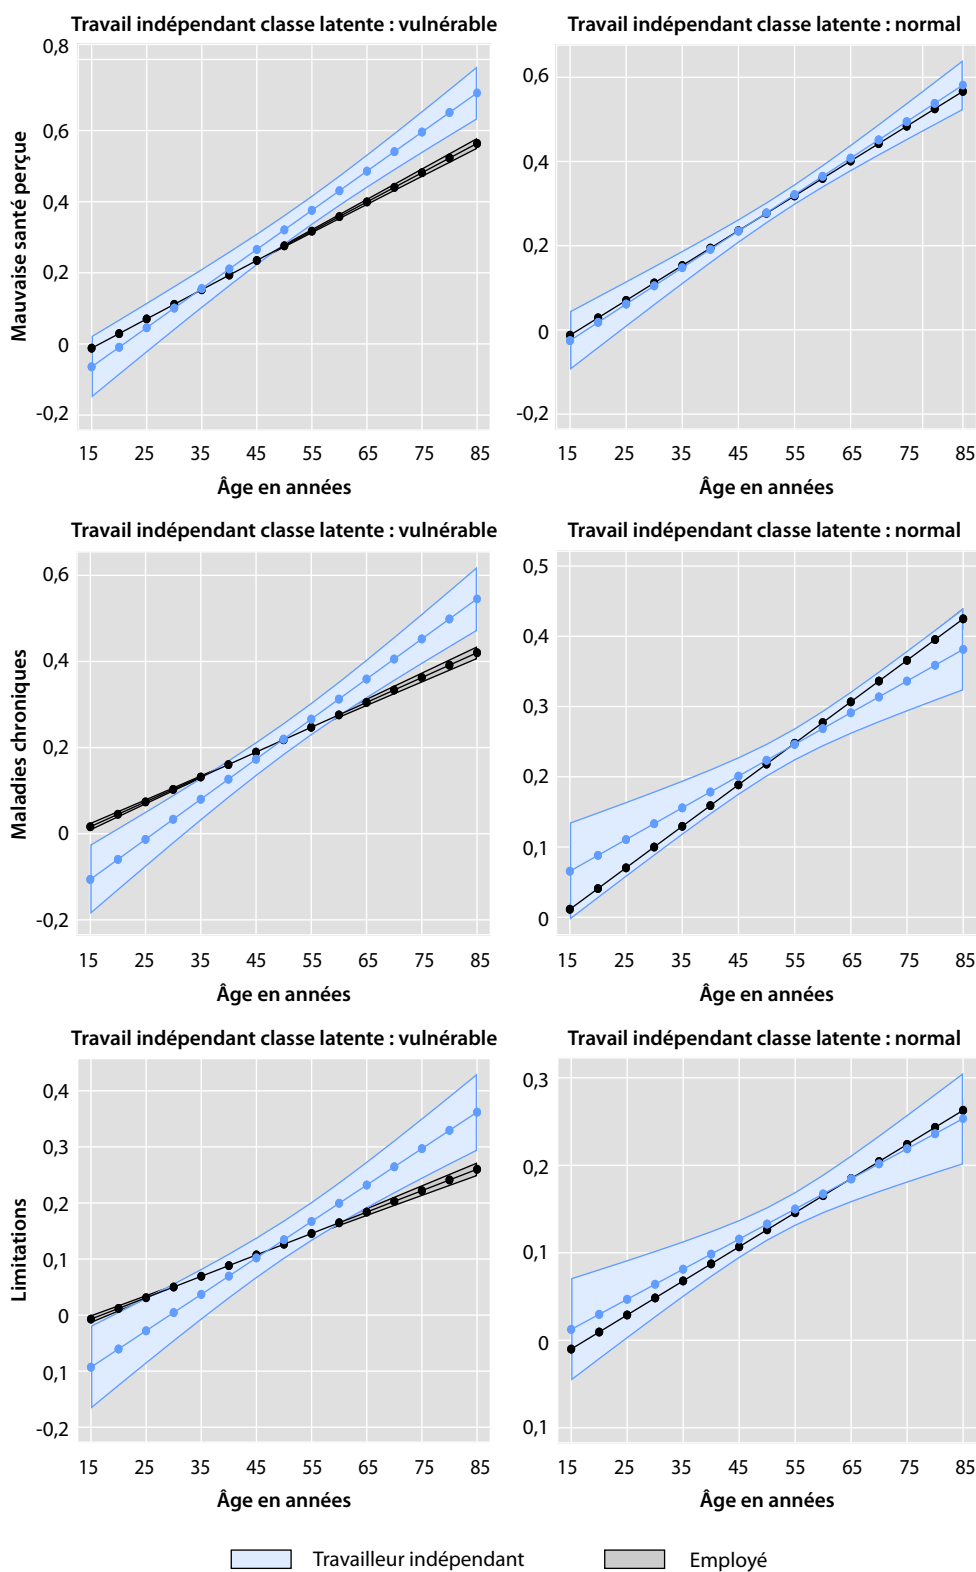 Travail indépendant classe latente : vulnérable
Mauvaise santé perçue
0,8
0,6
0,4
0,2
0
-0,2
15 25 35 45 55 65 75 85
Âge en années
Travail indépendant classe latente : normal
0,6
0,4
0,2
0
-0,2
15 25 35 45 55 65 75 85
Âge en années
Travail indépendant classe latente : vulnérable
Maladies chroniques
0,6
0,4
0,2
0
-0,2
15 25 35 45 55 65 75 85
Âge en années
Travail indépendant classe latente : normal
0,5
0,4
0,3
0,2
0,1
0
15 25 35 45 55 65 75 85
Âge en années
Travail indépendant classe latente : vulnérable
Limitations
0,4
0,3
0,2
0,1
0
0,1
-0,2
15 25 35 45 55 65 75 85
Âge en années
Travail indépendant classe latente : normal
0,3
0,2
0,1
0
0,1
15 25 35 45 55 65 75 85
Âge en années
Travailleur indépendant
Employé